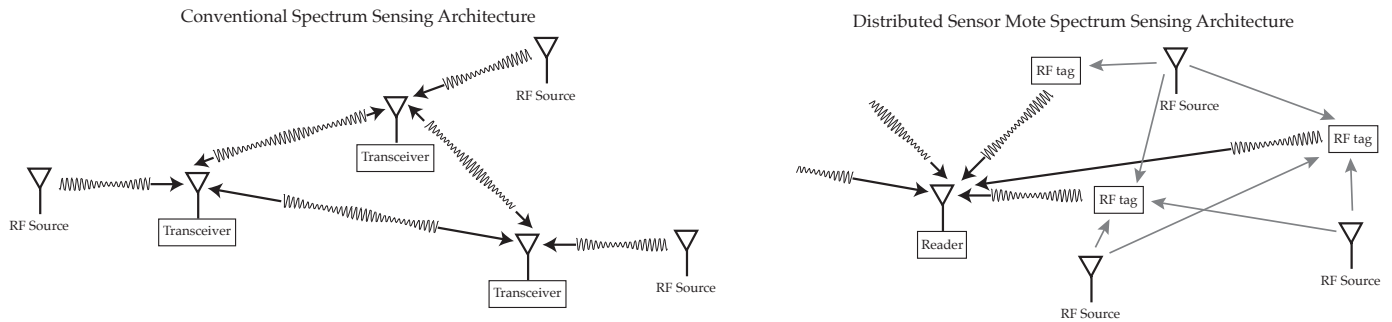 Conventional Spectrum Sensing Architecture
RF Source
Transceiver
RF Source
Transceiver
Transceiver
RF Source
Distributed Sensor Mote Spectrum Sensing Architecture
RF tag
RF Source
RF tag
RF tag
Reader
RF Source
RF Source